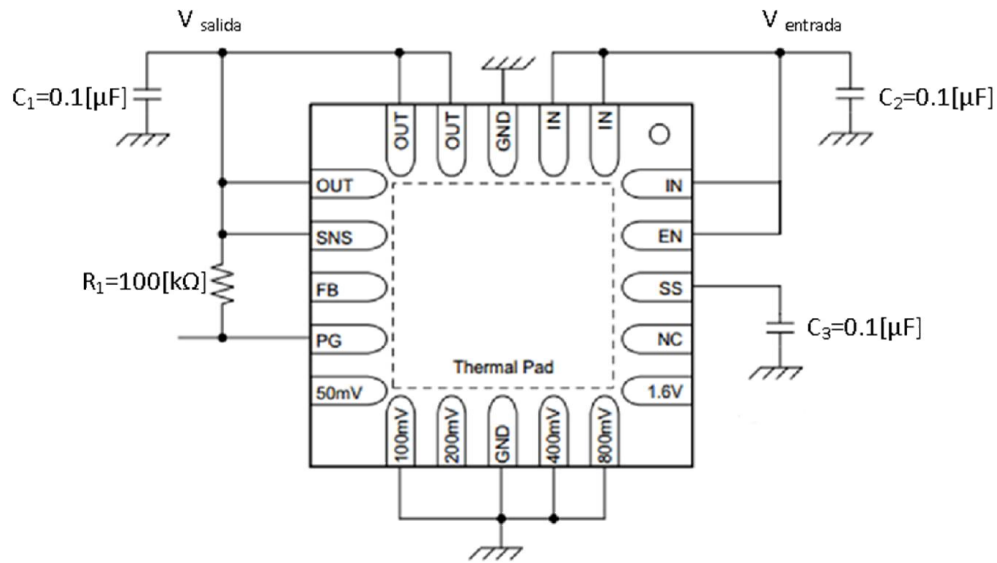 V salida
V entrada
C1=0.1[µF]
C2=0.1[µF]
OUT
OUT
GND
IN
IN
OUT
IN
SNS
EN
R1=100[kΩ]
FB
SS
C3=0.1[µF]
PG
NC
Thermal Pad
50mV
1.6V
100mV
200mV
GND
400mV
800mV